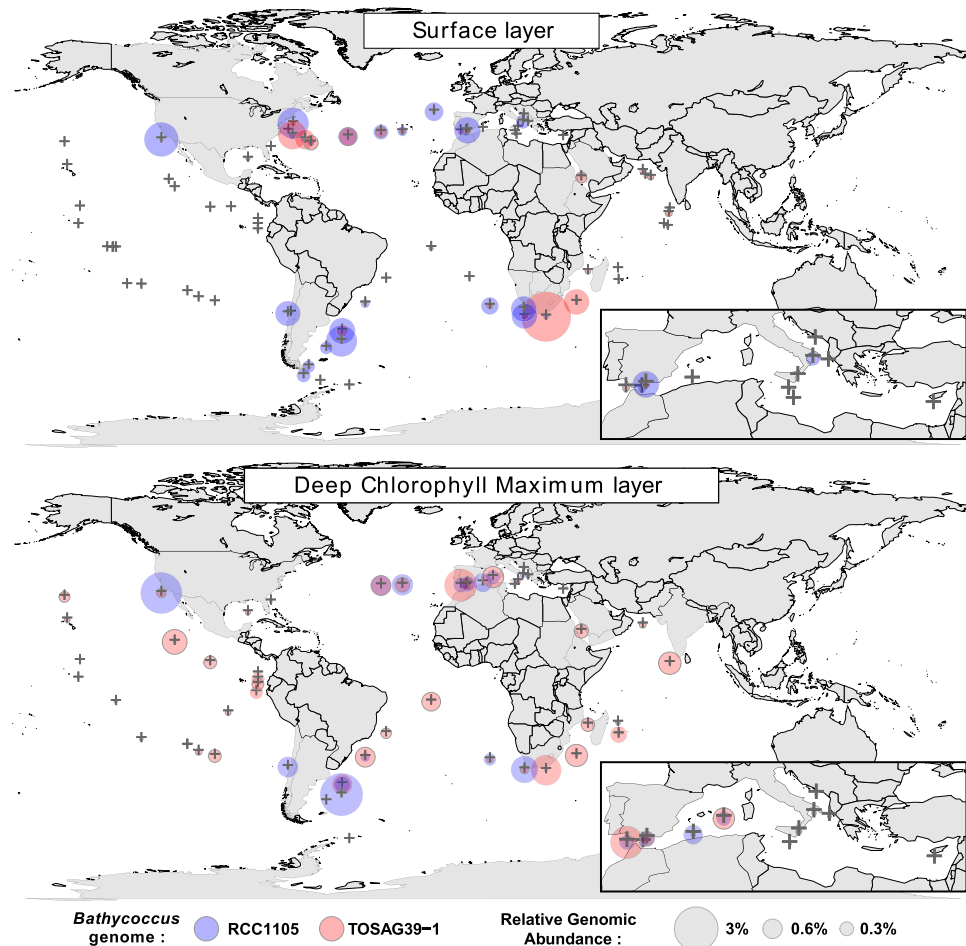 Surface layer
Deep Chlorophyll Maximum layer
Bathycoccus genome :
RCC1105
TOSAG39−1
Relative Genomic Abundance :
3%
0.6%
0.3%